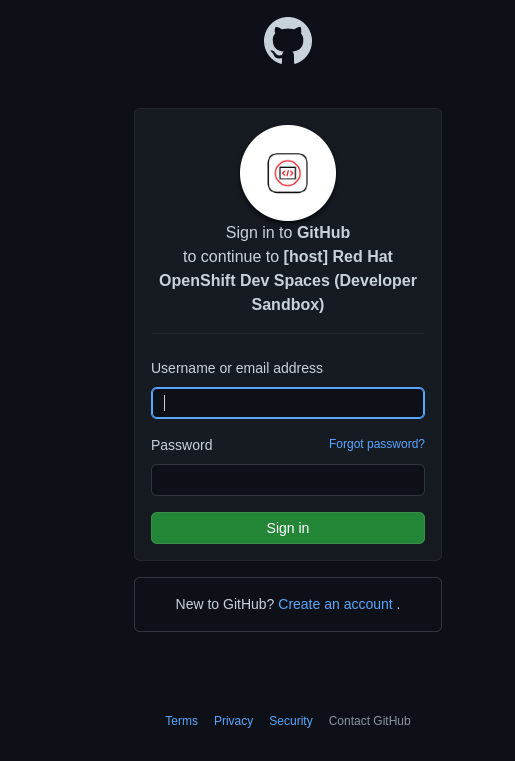 Sign in to GitHub
to continue to [host] Red Hat
OpenShift Dev Spaces (Developer
Sandbox)
Username or email address
Password
Forgot password?
Sign in
New to GitHub? Create an account .
Terms Privacy Security Contact GitHub